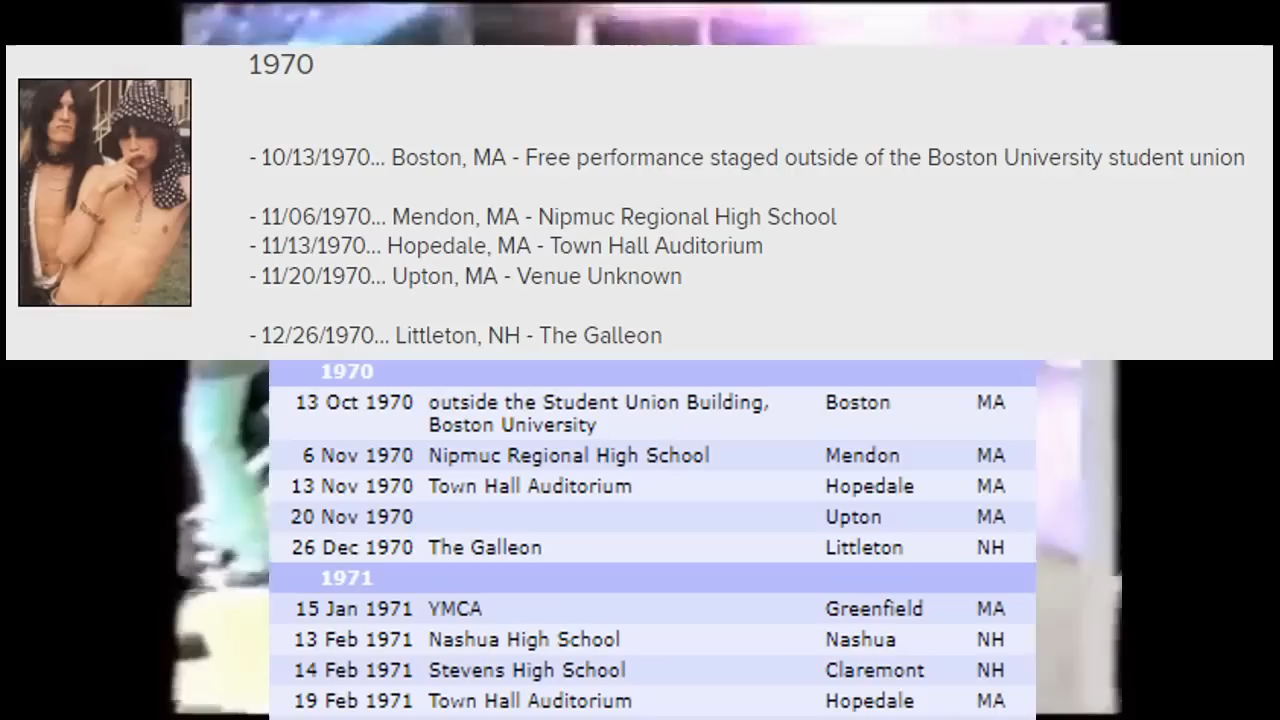 1970
- 10/13/1970... Boston, MA - Free performance staged outside of the Boston University student union
- 11/06/1970... Mendon, MA - Nipmuc Regional High School
- 11/13/1970... Hopedale, MA - Town Hall Auditorium
- 11/20/1970... Upton, MA - Venue Unknown
- 12/26/1970... Littleton, NH - The Galleon
1970
13 Oct 1970 outside the Student Union Building, Boston MA
Boston University
6 Nov 1970 Nipmuc Regional High School Mendon MA
13 Nov 1970 Town Hall Auditorium Hopedale MA
20 Nov 1970 Upton MA
26 Dec 1970 The Galleon Littleton NH
1971
15 Jan 1971 YMCA Greenfield MA
13 Feb 1971 Nashua High School Nashua NH
14 Feb 1971 Stevens High School Claremont NH
19 Feb 1971 Town Hall Auditorium Hopedale MA